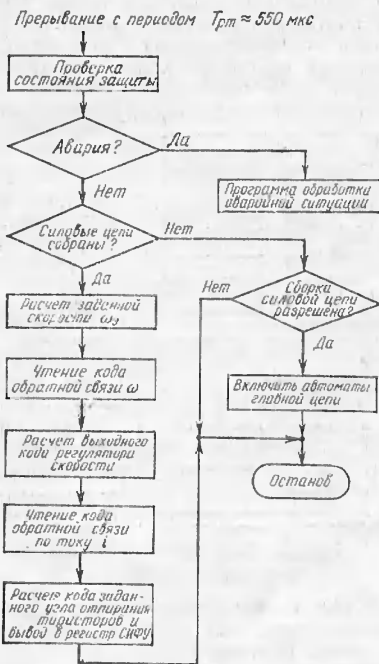 Прерывание с периодом Tрт ≈ 550 мкс
Проверка
состояния защиты
Авария?
Да
Нет
Программа обработки
аварийной ситуации
Силовые цепи
собраны?
Нет
Да
Сборка
силовой цепи
разрешена?
Нет
Да
Расчет заданной
скорости ωз
Чтение кода
обратной связи ω
Включить автоматы
главной цепи
Расчет выходного
кода регулятора
скорости
Останов
Чтение кода
обратной связи
по току i
Расчет кода задан-
ного угла отпирания
тиристоров и
вывод в регистр СИФУ